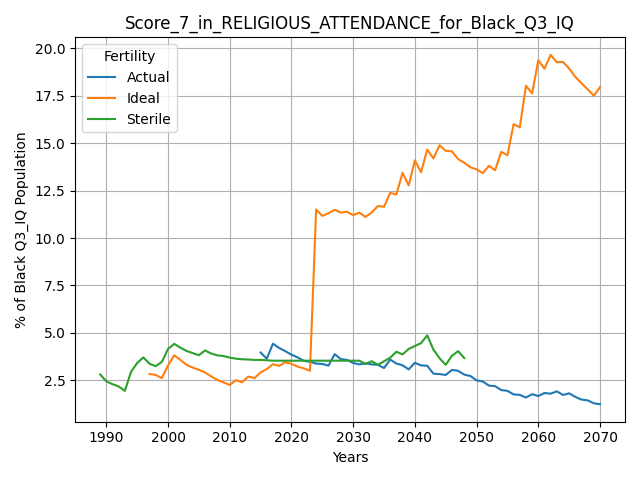 Score_7_in_RELIGIOUS_ATTENDANCE_for_Black_Q3_IQ
Fertility
Actual
Ideal
Sterile
% of Black Q3_IQ Population
20.0
17.5
15.0
12.5
10.0
7.5
5.0
2.5
1990 2000 2010 2020 2030 2040 2050 2060 2070
Years